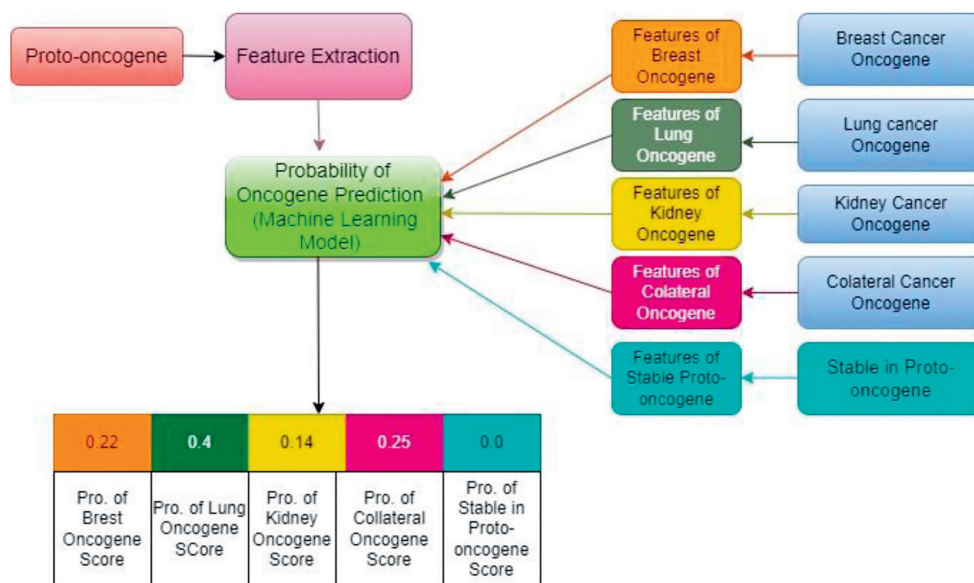 Proto-oncogene
Feature Extraction
Features of
Breast
Oncogene
Breast Cancer
Oncogene
Features of
Lung
Oncogene
Lung cancer
Oncogene
Probability of
Oncogene Prediction
(Machine Learning
Model)
Features of
Kidney
Oncogene
Kidney Cancer
Oncogene
Features of
Colateral
Oncogene
Colateral Cancer
Oncogene
Features of
Stable Proto-
oncogene
Stable in Proto-
oncogene
0.22
0.4
0.14
0.25
0.0
Pro. of
Brest
Oncogene
Score
Pro. of Lung
Oncogene
SCore
Pro. of
Kidney
Oncogene
Score
Pro. of
Collateral
Oncogene
Score
Pro. of
Stable in
Proto-
oncogene
Score